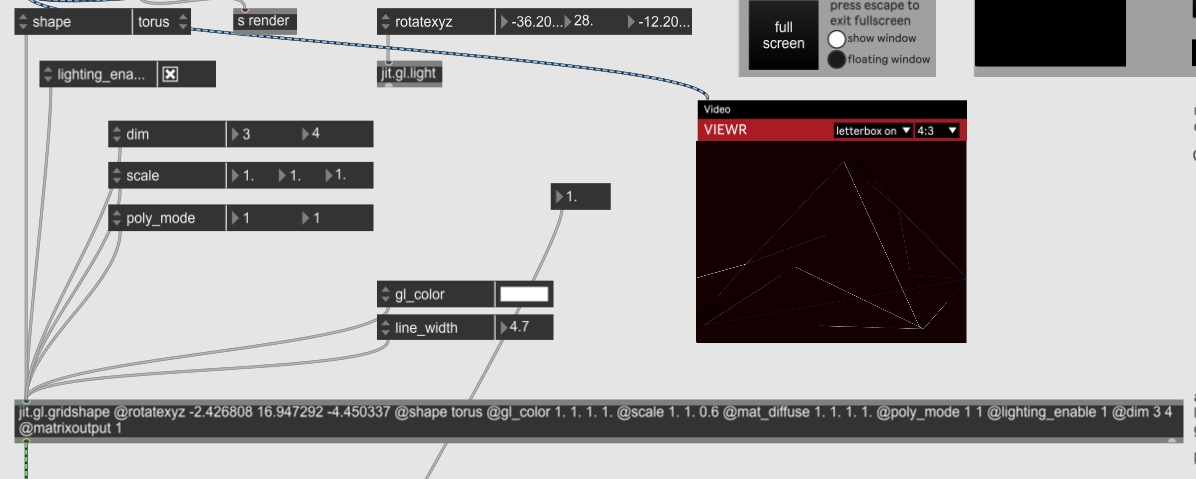 shape torus
s render
rotatexyz -36.20... 28. -12.20...
full
screen
press escape to
exit fullscreen
show window
floating window
lighting_ena...
jit.gl.light
Video
VIEWR letterbox on 4:3
dim 3 4
scale 1. 1. 1.
poly_mode 1 1
1.
gl_color
line_width 4.7
jit.gl.gridshape @rotatexyz -2.426808 16.947292 -4.450337 @shape torus @gl_color 1. 1. 1. 1. @scale 1. 1. 0.6 @mat_diffuse 1. 1. 1. 1. @poly_mode 1 1 @lighting_enable 1 @dim 3 4
@matrixoutput 1